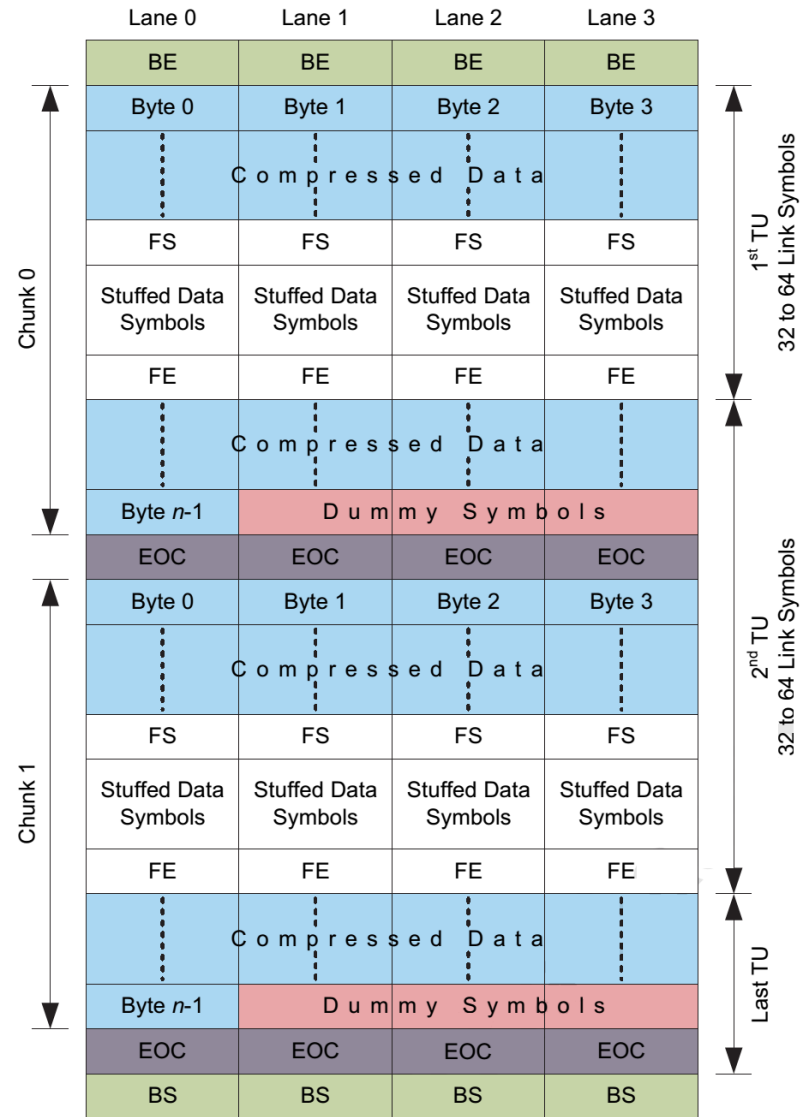 Lane 0 Lane 1 Lane 2 Lane 3
BE BE BE BE
Byte 0 Byte 1 Byte 2 Byte 3
Compressed Data
FS FS FS FS
Stuffed Data Stuffed Data Stuffed Data Stuffed Data
Symbols Symbols Symbols Symbols
FE FE FE FE
Compressed Data
Byte n-1 Dummy Symbols
EOC EOC EOC EOC
Byte 0 Byte 1 Byte 2 Byte 3
Compressed Data
FS FS FS FS
Stuffed Data Stuffed Data Stuffed Data Stuffed Data
Symbols Symbols Symbols Symbols
FE FE FE FE
Compressed Data
Byte n-1 Dummy Symbols
EOC EOC EOC EOC
BS BS BS BS
Chunk 0
Chunk 1
1st TU
32 to 64 Link Symbols
2nd TU
32 to 64 Link Symbols
Last TU